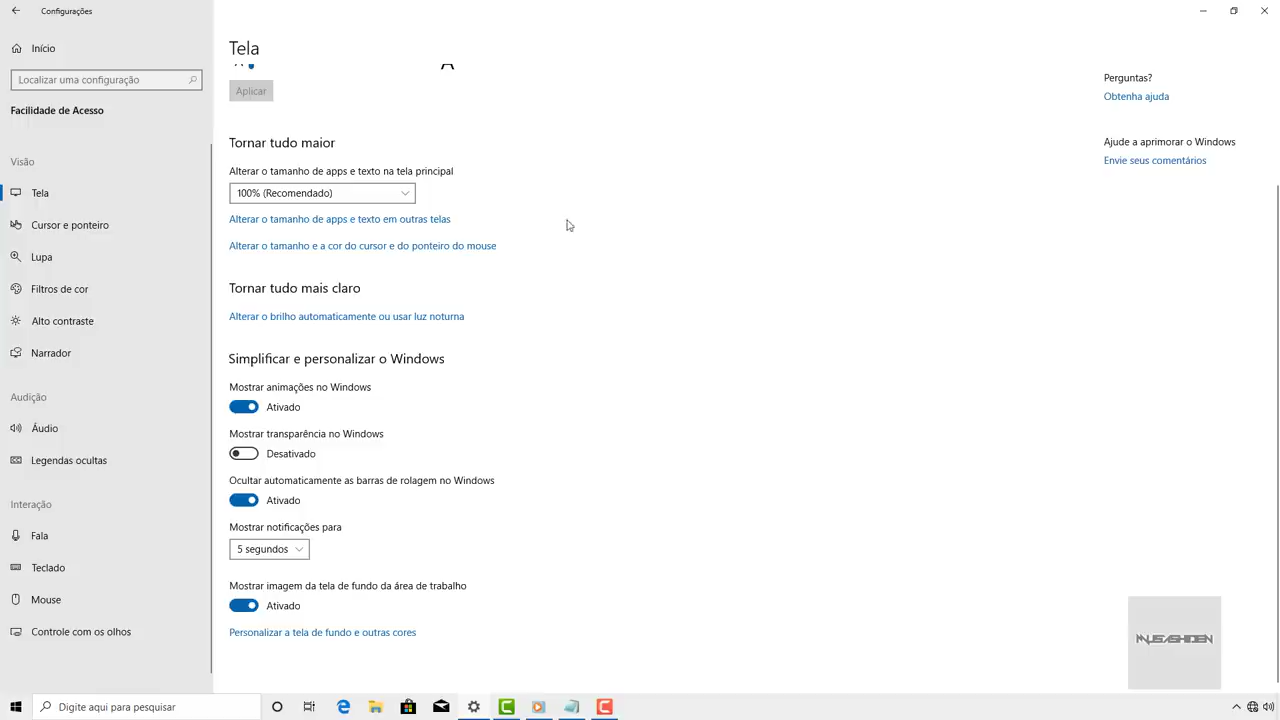 Configurações
Início
Localizar uma configuração
Facilidade de Acesso
Visão
Tela
Cursor e ponteiro
Lupa
Filtros de cor
Alto contraste
Narrador
Audição
Áudio
Legendas ocultas
Interação
Fala
Teclado
Mouse
Controle com os olhos
Tela
A
Aplicar
Tornar tudo maior
Alterar o tamanho de apps e texto na tela principal
100% (Recomendado)
Alterar o tamanho de apps e texto em outras telas
Alterar o tamanho e a cor do cursor e do ponteiro do mouse
Tornar tudo mais claro
Alterar o brilho automaticamente ou usar luz noturna
Simplificar e personalizar o Windows
Mostrar animações no Windows
Ativado
Mostrar transparência no Windows
Desativado
Ocultar automaticamente as barras de rolagem no Windows
Ativado
Mostrar notificações para
5 segundos
Mostrar imagem da tela de fundo da área de trabalho
Ativado
Personalizar a tela de fundo e outras cores
Perguntas?
Obtenha ajuda
Ajude a aprimorar o Windows
Envie seus comentários
MUSASHIDEN
Digite aqui para pesquisar